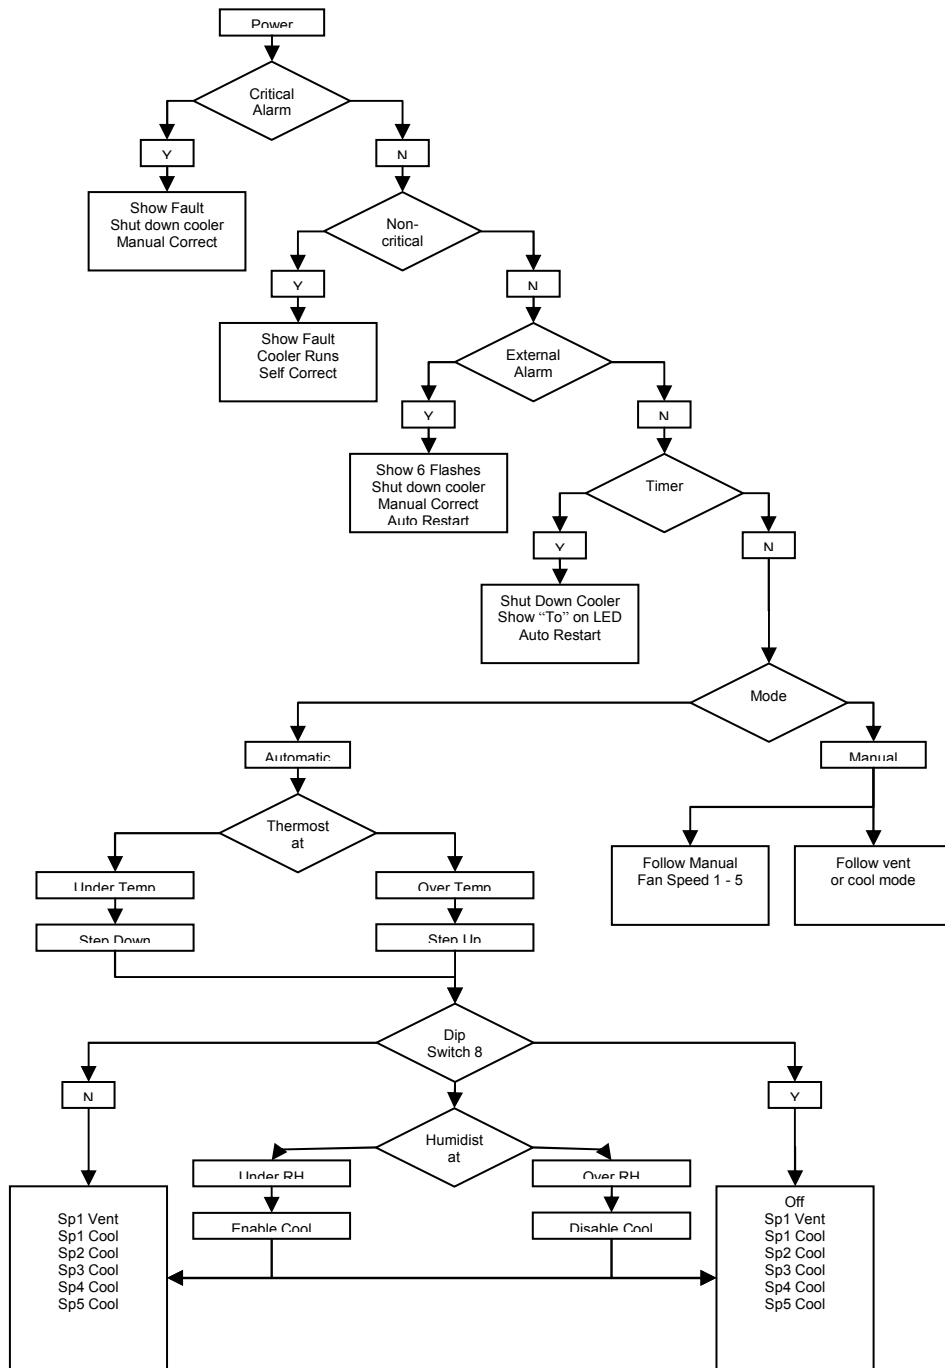 Power
Critical
Alarm
Y
N
Show Fault
Shut down cooler
Manual Correct
Non-
critical
Y
N
Show Fault
Cooler Runs
Self Correct
External
Alarm
Y
N
Show 6 Flashes
Shut down cooler
Manual Correct
Auto Restart
Timer
Y
N
Shut Down Cooler
Show “To” on LED
Auto Restart
Mode
Automatic
Manual
Thermost
at
Under Temp
Over Temp
Follow Manual
Fan Speed 1 - 5
Follow vent
or cool mode
Step Down
Step Up
Dip
Switch 8
N
Y
Humidist
at
Under RH
Over RH
Enable Cool
Disable Cool
Sp1 Vent
Sp1 Cool
Sp2 Cool
Sp3 Cool
Sp4 Cool
Sp5 Cool
Off
Sp1 Vent
Sp1 Cool
Sp2 Cool
Sp3 Cool
Sp4 Cool
Sp5 Cool